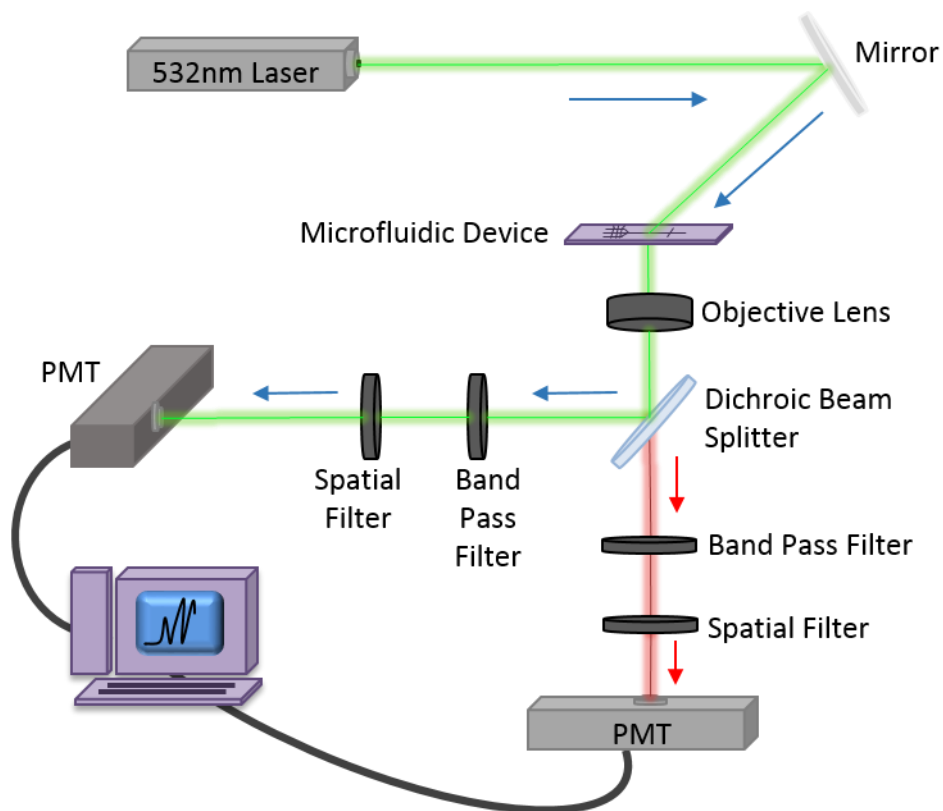 532nm Laser
Mirror
Microfluidic Device
Objective Lens
PMT
Dichroic Beam
Splitter
Spatial
Filter
Band
Pass
Filter
Band Pass Filter
Spatial Filter
PMT